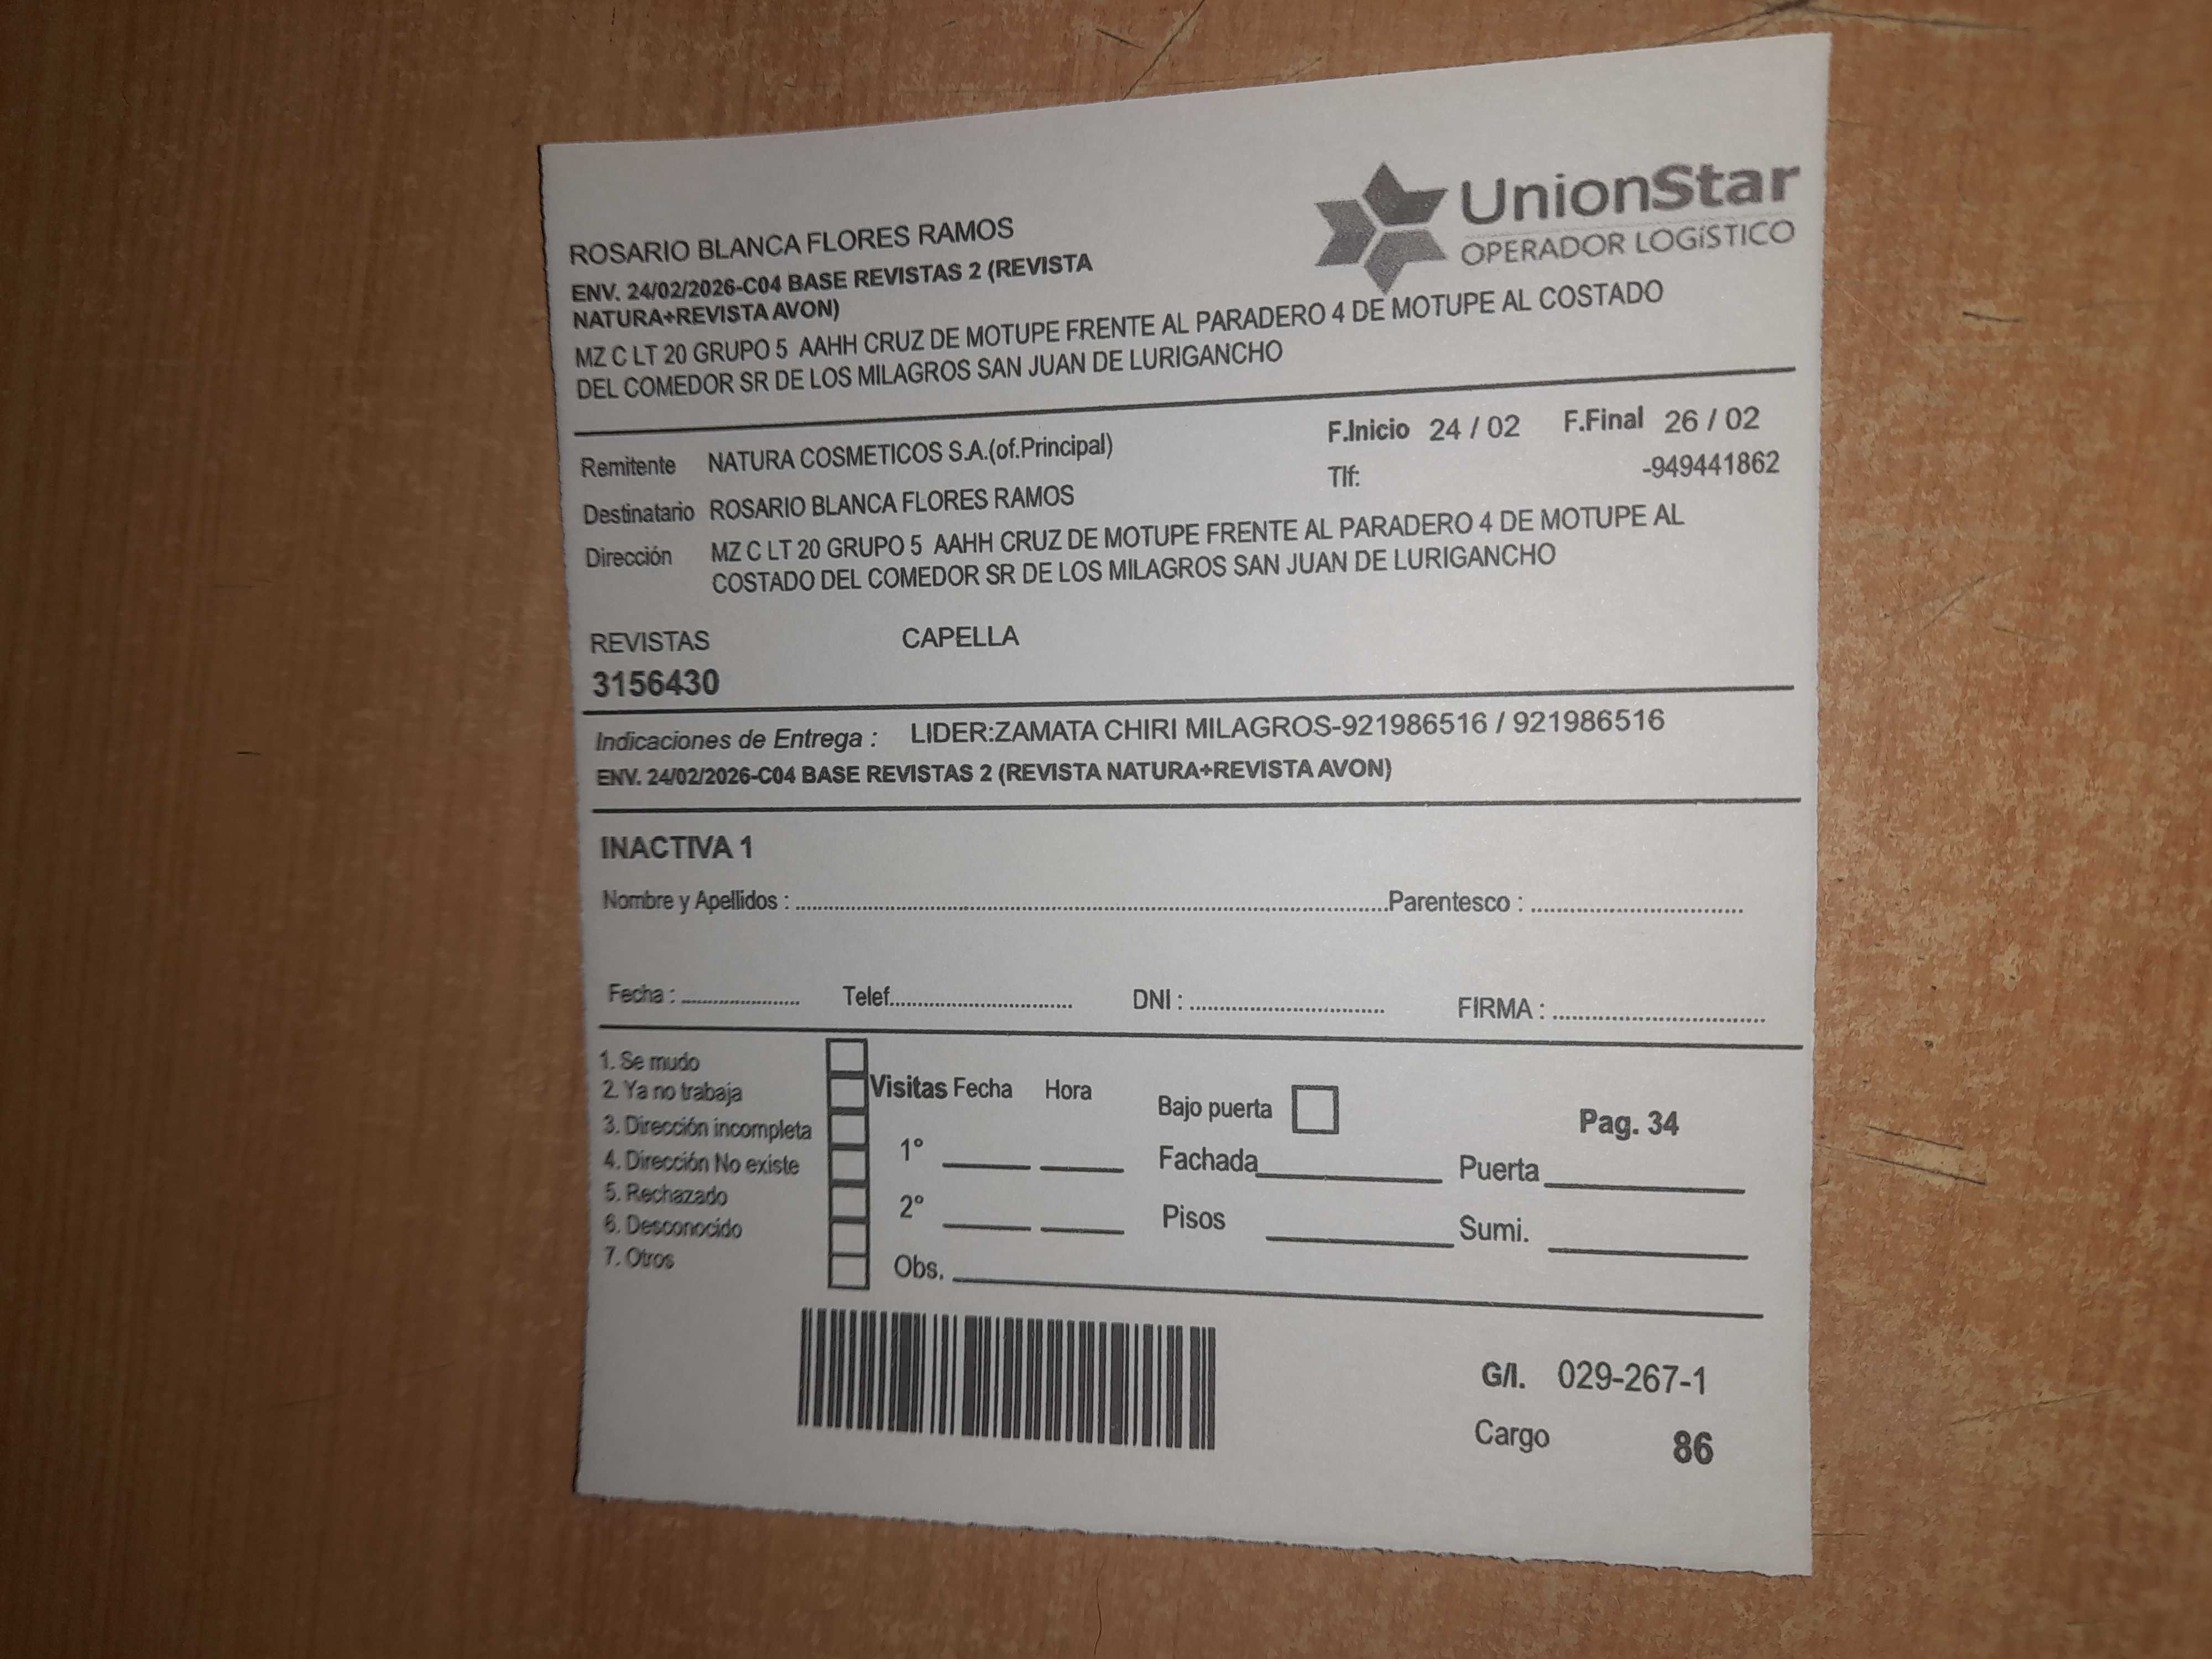 UnionStar
OPERADOR LOGíSTICO
ROSARIO BLANCA FLORES RAMOS
ENV. 24/02/2026-C04 BASE REVISTAS 2 (REVISTA
NATURA+REVISTA AVON)
MZ C LT 20 GRUPO 5 AAHH CRUZ DE MOTUPE FRENTE AL PARADERO 4 DE MOTUPE AL COSTADO
DEL COMEDOR SR DE LOS MILAGROS SAN JUAN DE LURIGANCHO
Remitente NATURA COSMETICOS S.A.(of.Principal) F.Inicio 24 / 02 F.Final 26 / 02
Destinatario ROSARIO BLANCA FLORES RAMOS Tlf: -949441862
Dirección MZ C LT 20 GRUPO 5 AAHH CRUZ DE MOTUPE FRENTE AL PARADERO 4 DE MOTUPE AL
COSTADO DEL COMEDOR SR DE LOS MILAGROS SAN JUAN DE LURIGANCHO
REVISTAS CAPELLA
3156430
Indicaciones de Entrega : LIDER:ZAMATA CHIRI MILAGROS-921986516 / 921986516
ENV. 24/02/2026-C04 BASE REVISTAS 2 (REVISTA NATURA+REVISTA AVON)
INACTIVA 1
Nombre y Apellidos : Parentesco :
Fecha : Telef. DNI : FIRMA :
1. Se mudo
2. Ya no trabaja
3. Dirección incompleta
4. Dirección No existe
5. Rechazado
6. Desconocido
7. Otros
Visitas Fecha Hora
1°
2°
Obs.
Bajo puerta
Fachada
Pisos
Pag. 34
Puerta
Sumi.
G/I. 029-267-1
Cargo 86